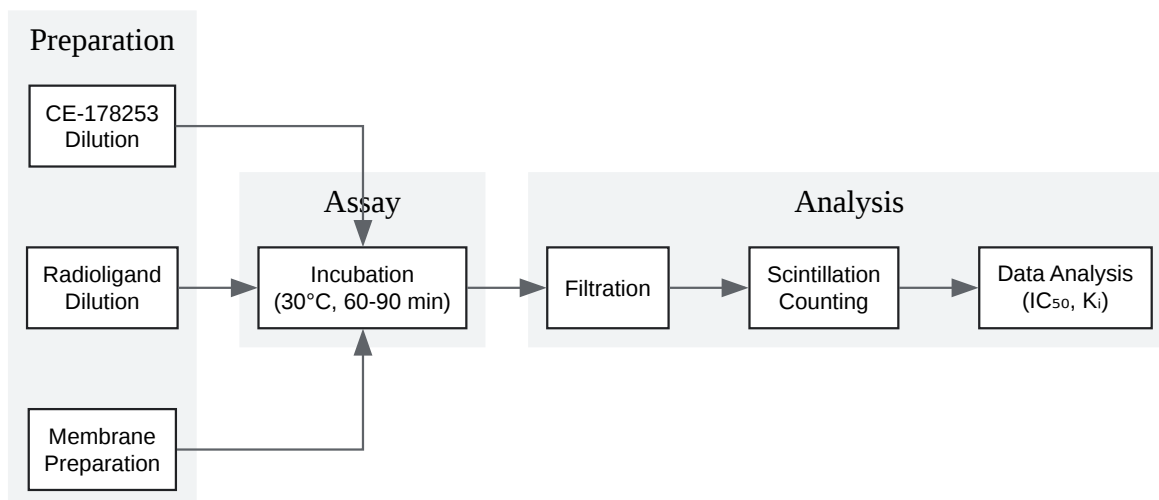 Preparation
CE-178253
Dilution
Radioligand
Dilution
Membrane
Preparation
Assay
Incubation
(30°C, 60-90 min)
Analysis
Filtration
Scintillation
Counting
Data Analysis
(IC₅₀, Kᵢ)